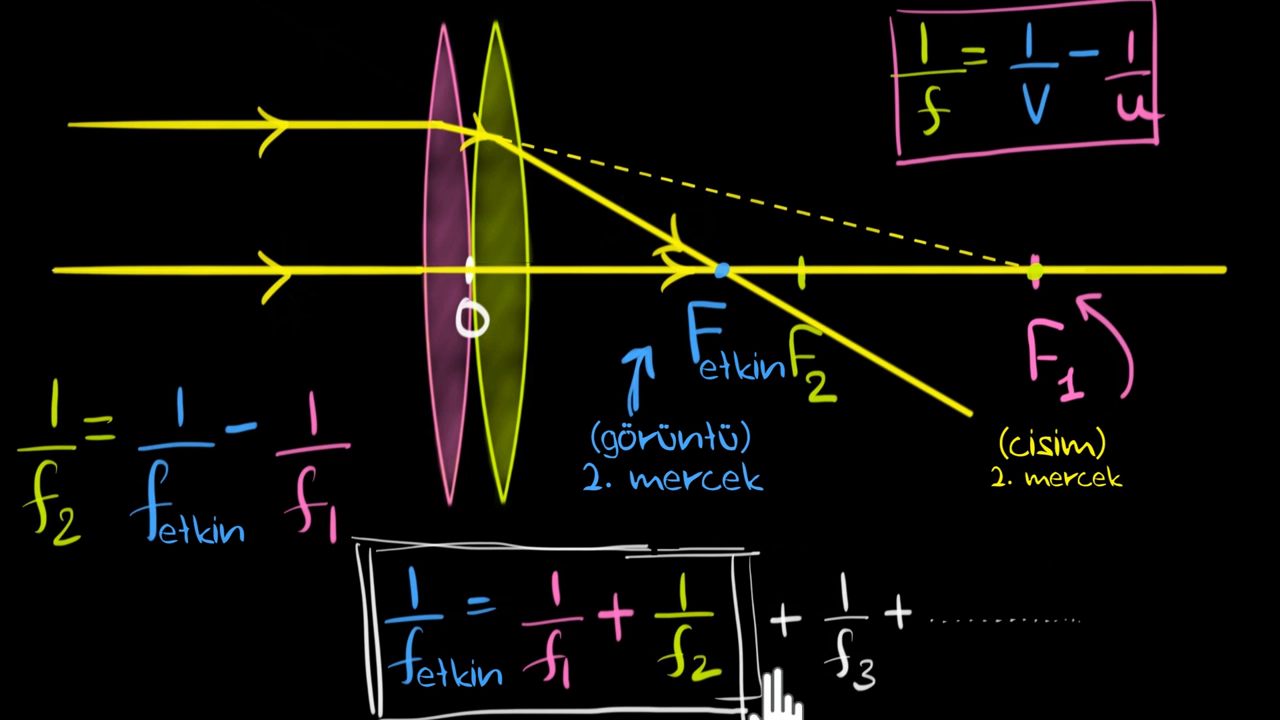 1/f = 1/v - 1/u
O
F etkin
F2
F1
(görüntü)
2. mercek
(cisim)
2. mercek
1/f2 = 1/f etkin - 1/f1
1/f etkin = 1/f1 + 1/f2 + 1/f3 + ..............